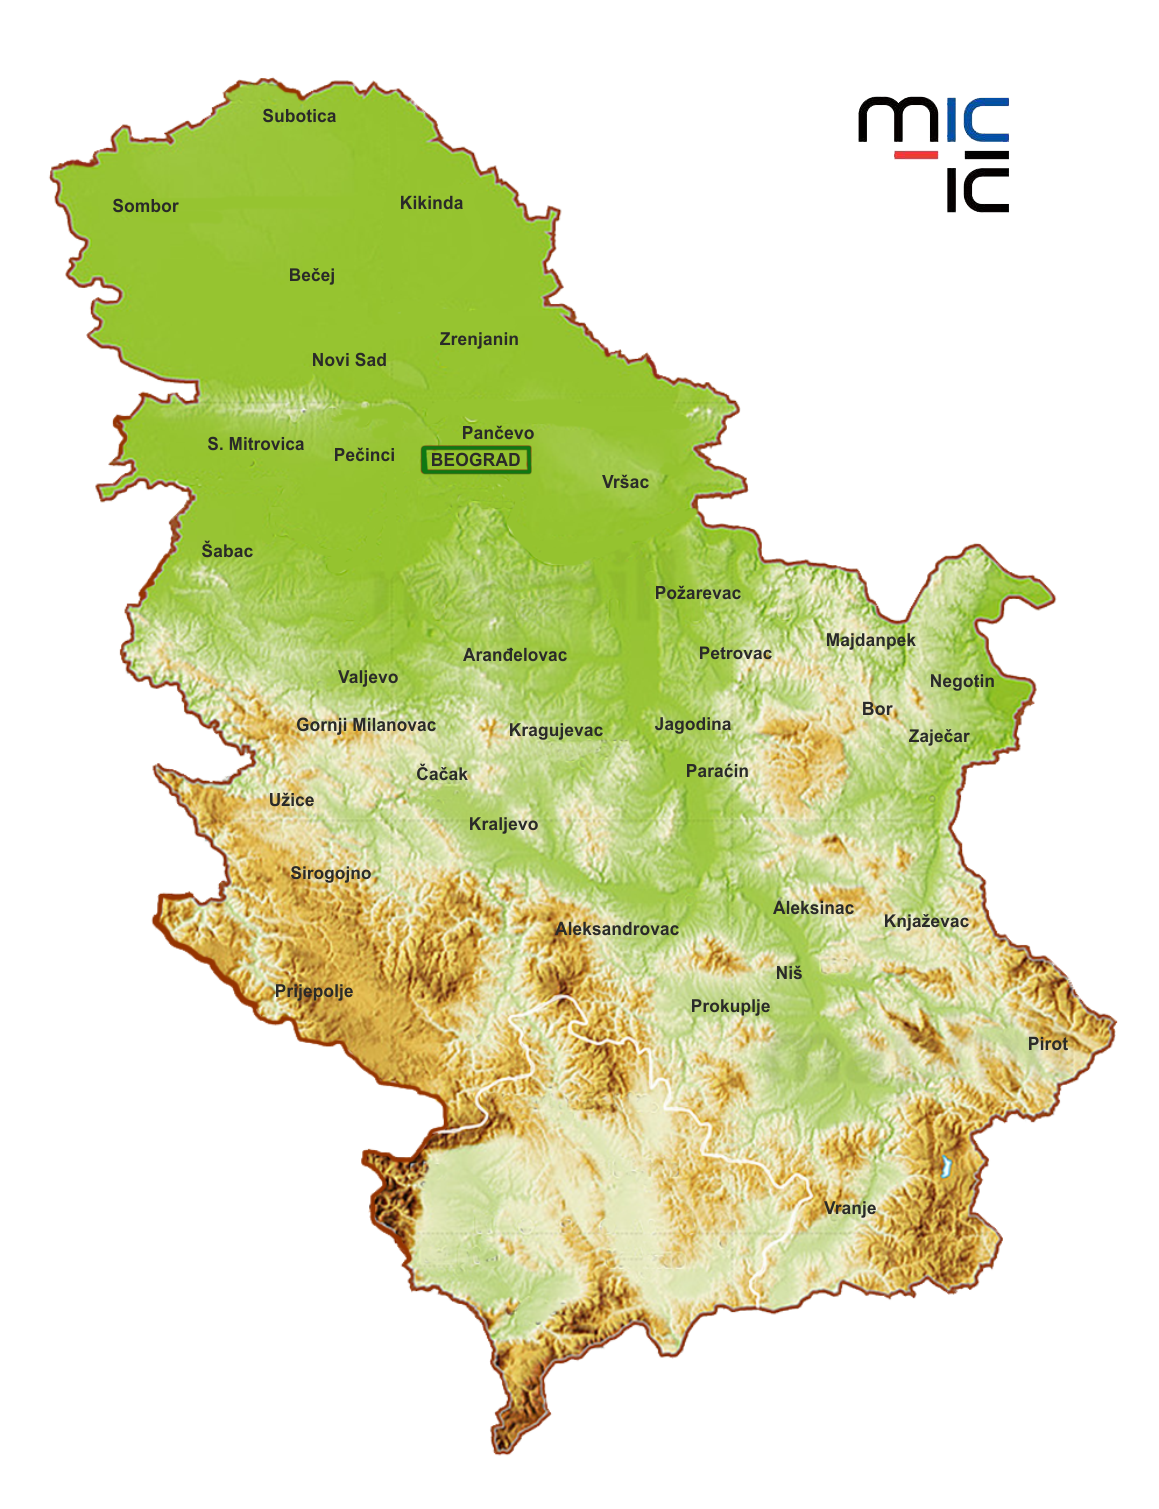 Subotica
Sombor
Kikinda
Bečej
Zrenjanin
Novi Sad
Pančevo
S. Mitrovica
Pečinci
BEOGRAD
Vršac
Šabac
Požarevac
Majdanpek
Aranđelovac
Petrovac
Valjevo
Negotin
Bor
Gornji Milanovac
Kragujevac
Jagodina
Zaječar
Čačak
Paraćin
Užice
Kraljevo
Sirogojno
Aleksinac
Knjaževac
Aleksandrovac
Niš
Prijepolje
Prokuplje
Pirot
Vranje
mic
ić